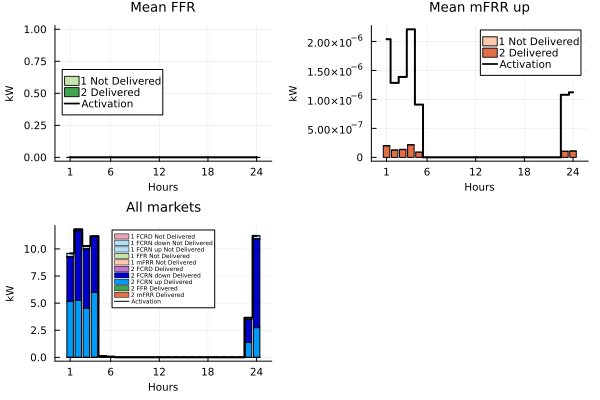 Mean FFR
1.00
0.75
0.50
0.25
0.00
kW
1 Not Delivered
2 Delivered
Activation
1 6 12 18 24
Hours
Mean mFRR up
2.00×10⁻⁶
1.50×10⁻⁶
1.00×10⁻⁶
5.00×10⁻⁷
0
kW
1 Not Delivered
2 Delivered
Activation
1 6 12 18 24
Hours
All markets
10.0
7.5
5.0
2.5
0.0
kW
1 FCRD Not Delivered
1 FCRN down Not Delivered
1 FCRN up Not Delivered
1 FFR Not Delivered
1 mFRR Not Delivered
2 FCRD Delivered
2 FCRN down Delivered
2 FCRN up Delivered
2 FFR Delivered
2 mFRR Delivered
Activation
1 6 12 18 24
Hours